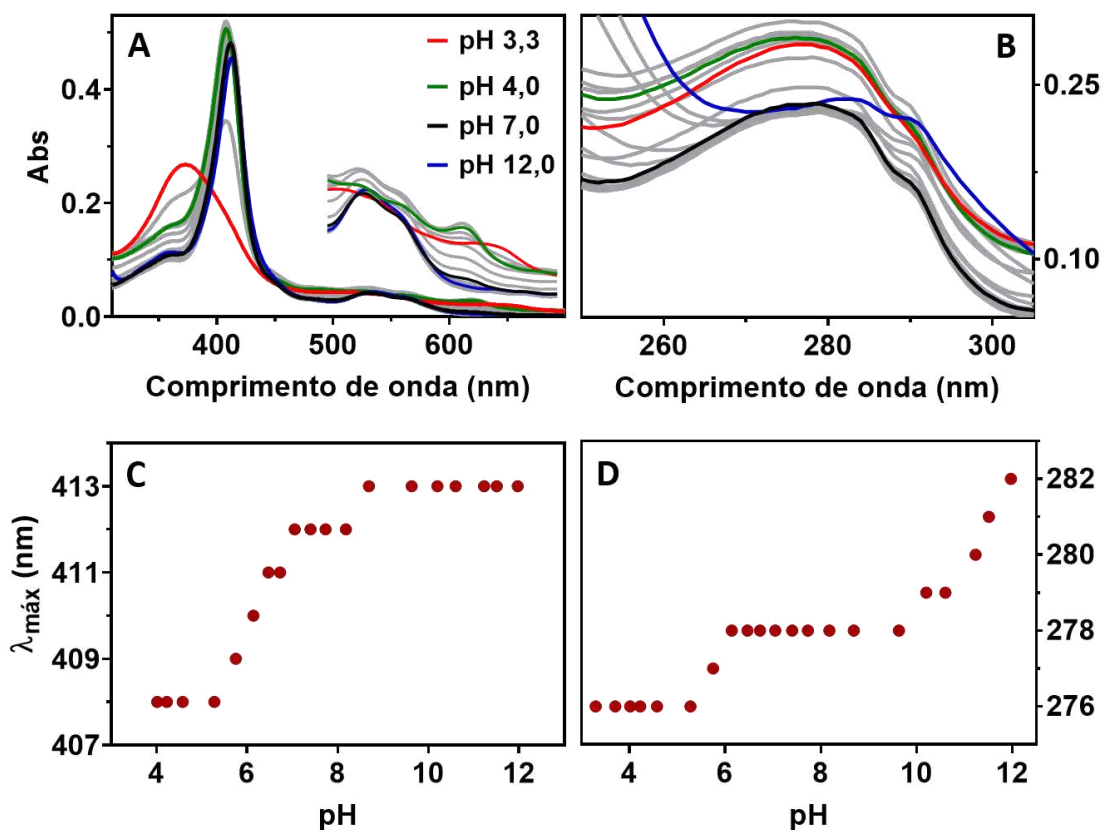 A
pH 3,3
pH 4,0
pH 7,0
pH 12,0
Abs
0.4
0.2
0.0
400
500
600
Comprimento de onda (nm)
B
0.25
0.10
260
280
300
Comprimento de onda (nm)
C
λmáx (nm)
413
411
409
407
4
6
8
10
12
pH
D
282
280
278
276
4
6
8
10
12
pH